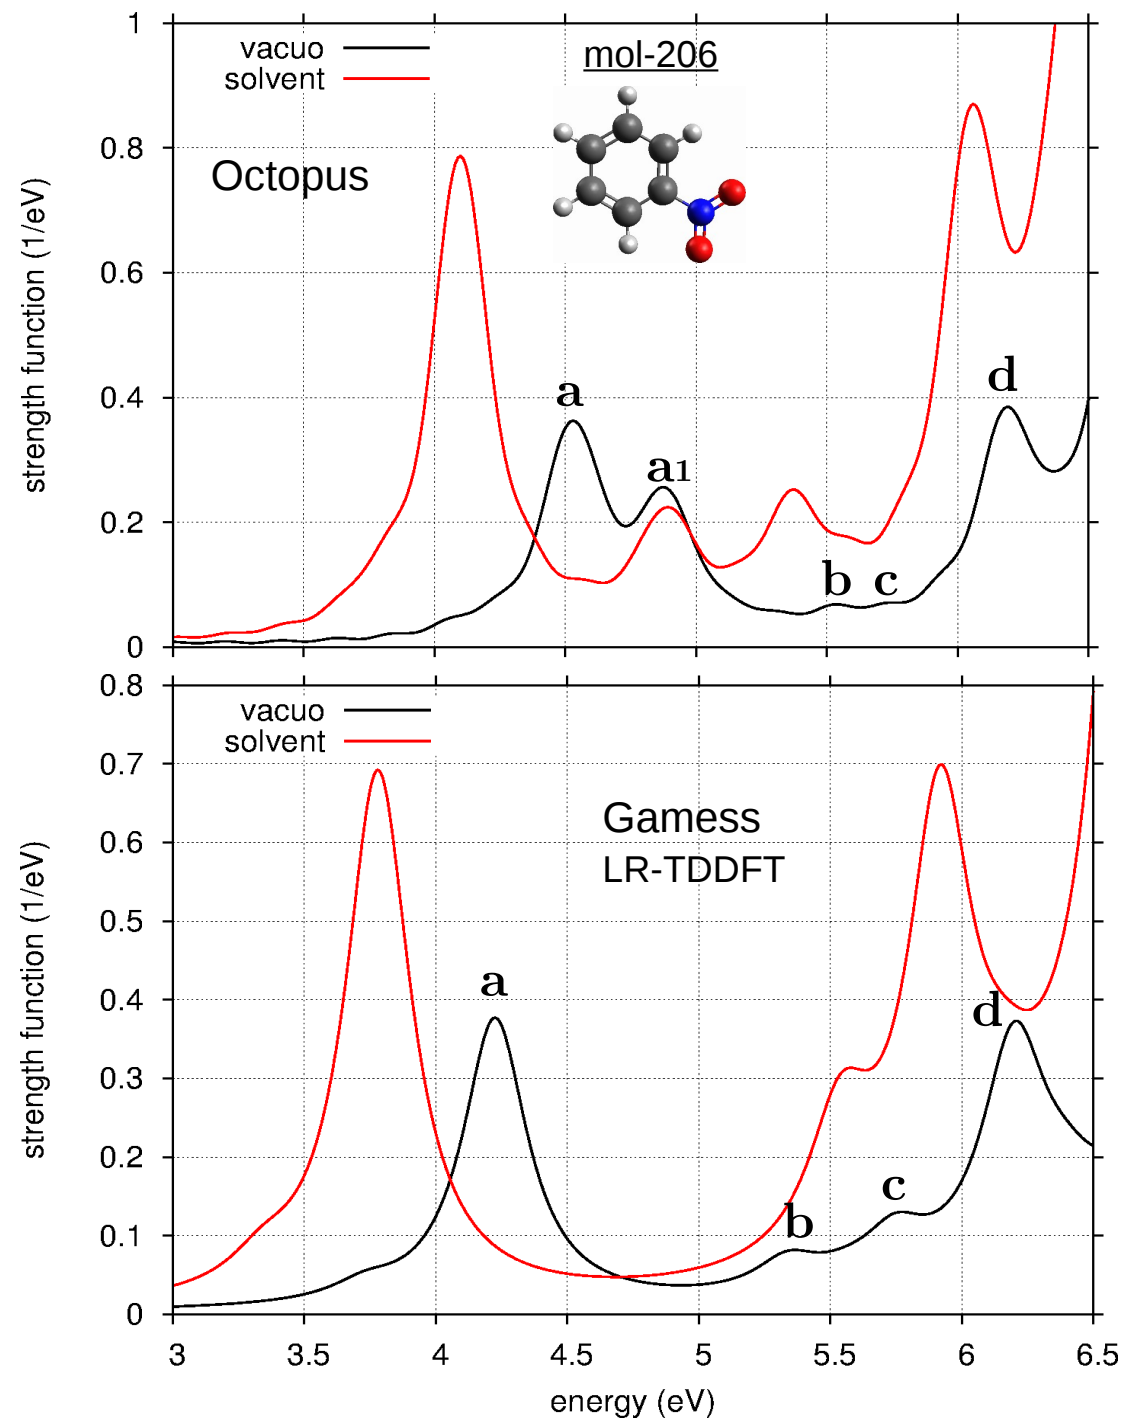 1
vacuo
solvent
mol-206
Octopus
0.8
0.6
0.4
0.2
0
strength function (1/eV)
a
a1
b
c
d
0.8
vacuo
solvent
Gamess
LR-TDDFT
0.7
0.6
0.5
0.4
0.3
0.2
0.1
0
strength function (1/eV)
a
b
c
d
3 3.5 4 4.5 5 5.5 6 6.5
energy (eV)